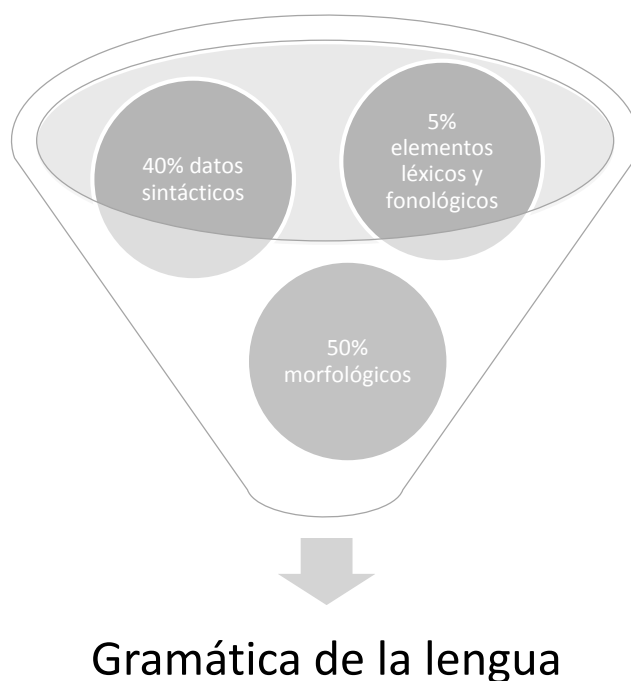 40% datos
sintácticos
5%
elementos
léxicos y
fonológicos
50%
morfológicos
Gramática de la lengua